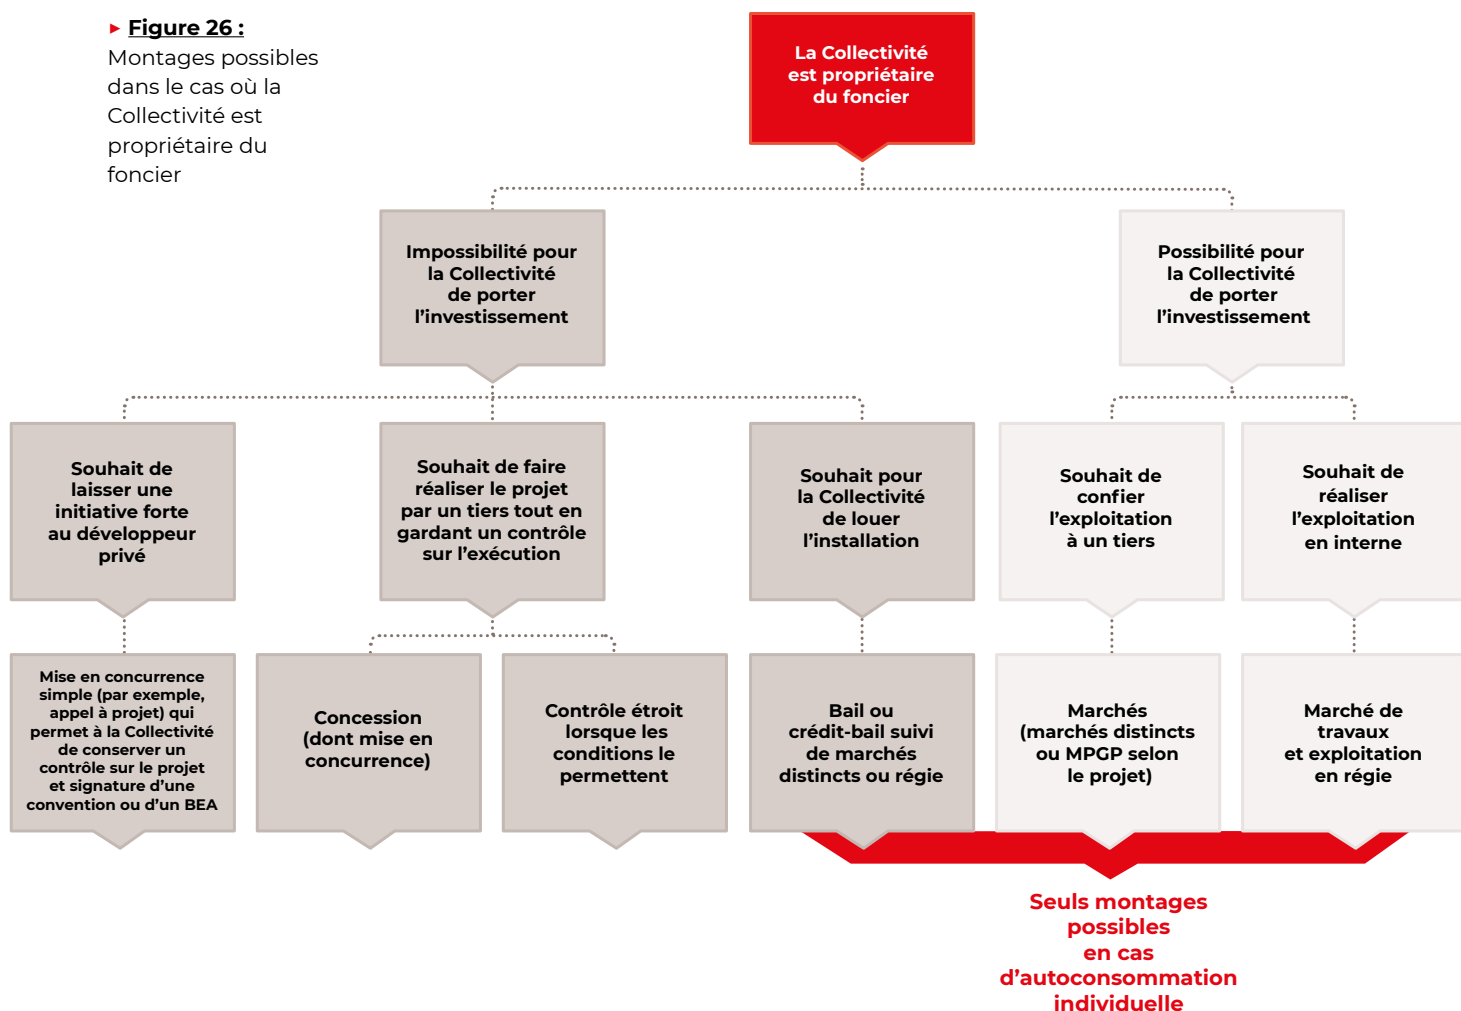 ► Figure 26 :
Montages possibles
dans le cas où la
Collectivité est
propriétaire du
foncier
La Collectivité
est propriétaire
du foncier
Impossibilité pour
la Collectivité
de porter
l’investissement
Possibilité pour
la Collectivité
de porter
l’investissement
Souhait de
laisser une
initiative forte
au développeur
privé
Souhait de faire
réaliser le projet
par un tiers tout en
gardant un contrôle
sur l’exécution
Souhait pour
la Collectivité
de louer
l’installation
Souhait de
confier
l’exploitation
à un tiers
Souhait de
réaliser
l’exploitation
en interne
Mise en concurrence
simple (par exemple,
appel à projet) qui
permet à la Collectivité
de conserver un
contrôle sur le projet
et signature d’une
convention ou d’un BEA
Concession
(dont mise en
concurrence)
Contrôle étroit
lorsque les
conditions le
permettent
Bail ou
crédit-bail suivi
de marchés
distincts ou régie
Marchés
(marchés distincts
ou MPGP selon
le projet)
Marché de
travaux
et exploitation
en régie
Seuls montages
possibles
en cas
d’autoconsommation
individuelle